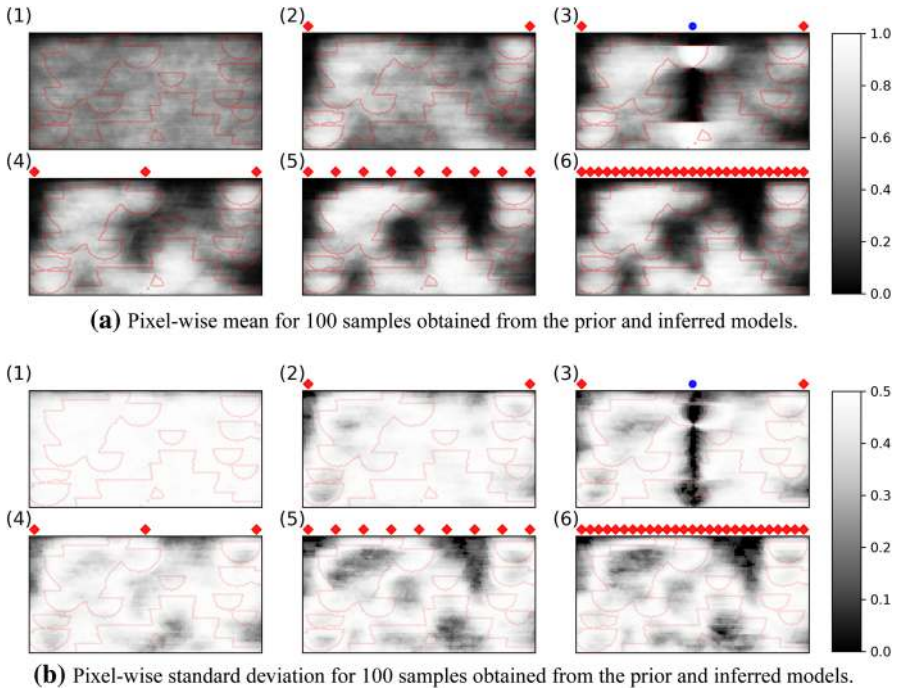 (1) (2) (3)
1.0
0.8
0.6
(4) (5) (6)
0.4
0.2
0.0
(a) Pixel-wise mean for 100 samples obtained from the prior and inferred models.
(1) (2) (3)
0.5
0.4
0.3
(4) (5) (6)
0.2
0.1
0.0
(b) Pixel-wise standard deviation for 100 samples obtained from the prior and inferred models.